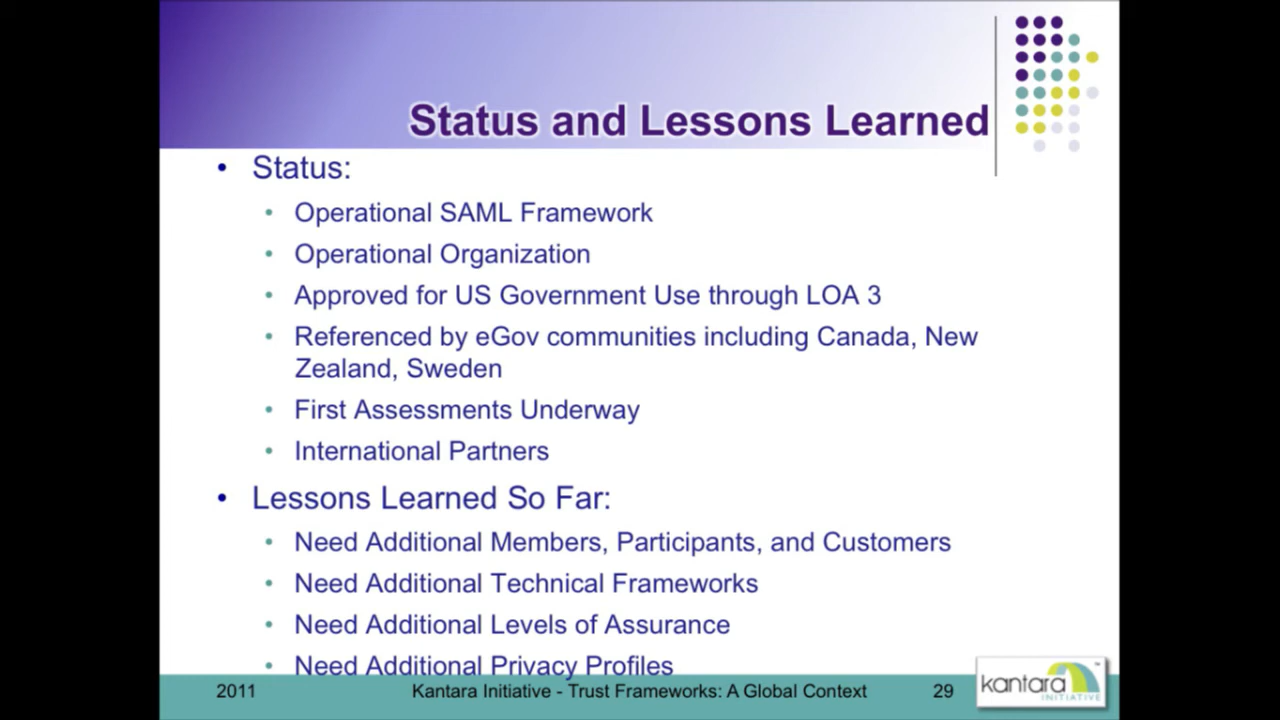 Status and Lessons Learned
• Status:
• Operational SAML Framework
• Operational Organization
• Approved for US Government Use through LOA 3
• Referenced by eGov communities including Canada, New
Zealand, Sweden
• First Assessments Underway
• International Partners
• Lessons Learned So Far:
• Need Additional Members, Participants, and Customers
• Need Additional Technical Frameworks
• Need Additional Levels of Assurance
• Need Additional Privacy Profiles
2011 Kantara Initiative - Trust Frameworks: A Global Context 29
kantara™
INITIATIVE